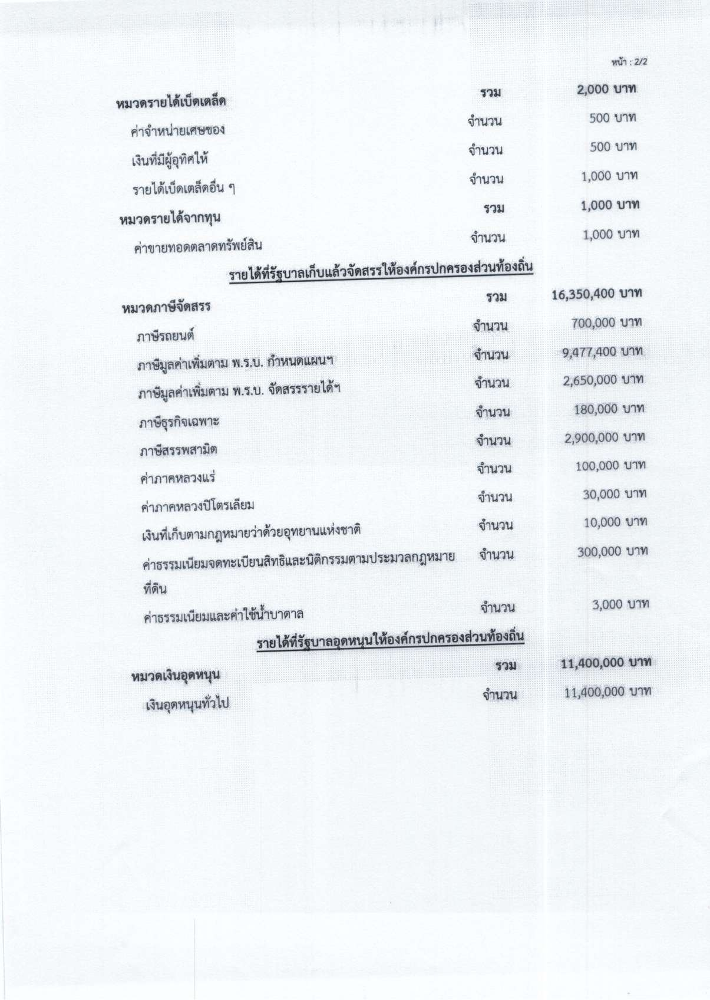 หน้า : 2/2
หมวดรายได้เบ็ดเตล็ด รวม 2,000 บาท
ค่าจำหน่ายเศษของ จำนวน 500 บาท
เงินที่มีผู้อุทิศให้ จำนวน 500 บาท
รายได้เบ็ดเตล็ดอื่น ๆ จำนวน 1,000 บาท
หมวดรายได้จากทุน รวม 1,000 บาท
ค่าขายทอดตลาดทรัพย์สิน จำนวน 1,000 บาท
รายได้ที่รัฐบาลเก็บแล้วจัดสรรให้องค์กรปกครองส่วนท้องถิ่น
หมวดภาษีจัดสรร รวม 16,350,400 บาท
ภาษีรถยนต์ จำนวน 700,000 บาท
ภาษีมูลค่าเพิ่มตาม พ.ร.บ. กำหนดแผนฯ จำนวน 9,477,400 บาท
ภาษีมูลค่าเพิ่มตาม พ.ร.บ. จัดสรรรายได้ฯ จำนวน 2,650,000 บาท
ภาษีธุรกิจเฉพาะ จำนวน 180,000 บาท
ภาษีสรรพสามิต จำนวน 2,900,000 บาท
ค่าภาคหลวงแร่ จำนวน 100,000 บาท
ค่าภาคหลวงปิโตรเลียม จำนวน 30,000 บาท
เงินที่เก็บตามกฎหมายว่าด้วยอุทยานแห่งชาติ จำนวน 10,000 บาท
ค่าธรรมเนียมจดทะเบียนสิทธิและนิติกรรมตามประมวลกฎหมาย จำนวน 300,000 บาท
ที่ดิน
ค่าธรรมเนียมและค่าใช้น้ำบาดาล จำนวน 3,000 บาท
รายได้ที่รัฐบาลอุดหนุนให้องค์กรปกครองส่วนท้องถิ่น
หมวดเงินอุดหนุน รวม 11,400,000 บาท
เงินอุดหนุนทั่วไป จำนวน 11,400,000 บาท